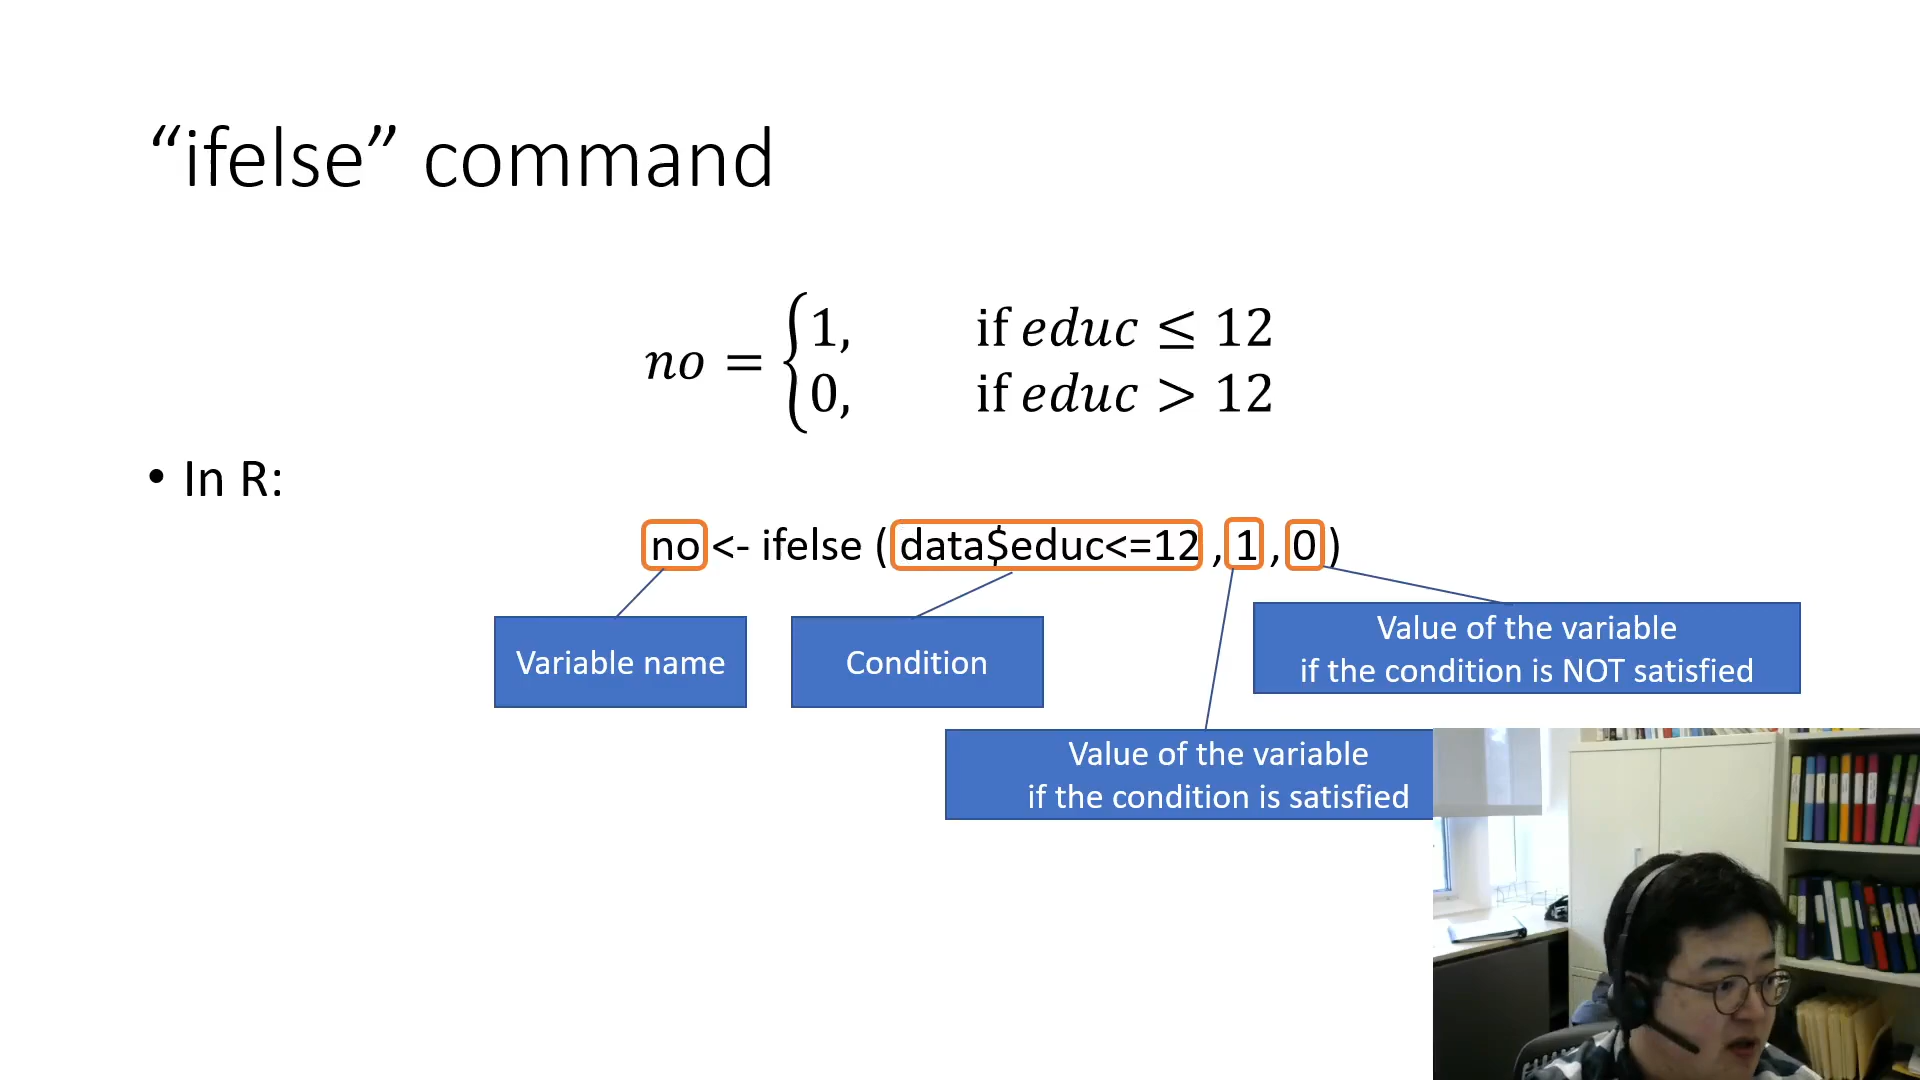 “ifelse” command
no = { 1, if educ ≤ 12
0, if educ > 12
• In R:
no <- ifelse ( data$educ<=12 , 1 , 0 )
Variable name
Condition
Value of the variable
if the condition is NOT satisfied
Value of the variable
if the condition is satisfied